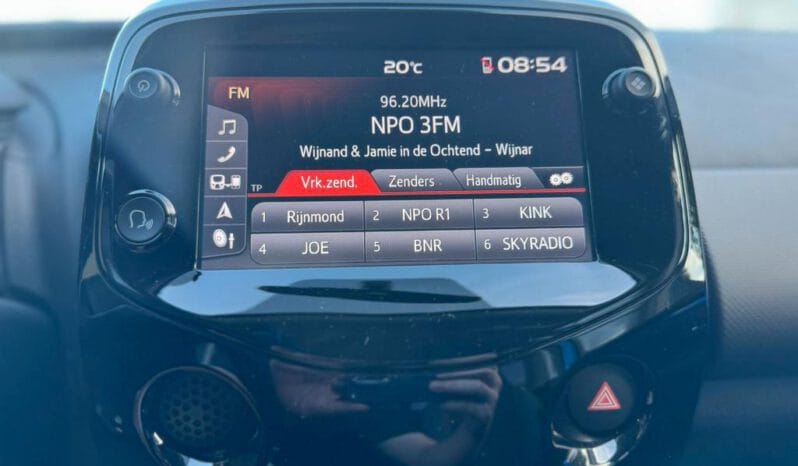 20°C 08:54
FM
96.20MHz
NPO 3FM
Wijnand & Jamie in de Ochtend – Wijnar
TP Vrk.zend. Zenders Handmatig
1 Rijnmond 2 NPO R1 3 KINK
4 JOE 5 BNR 6 SKYRADIO